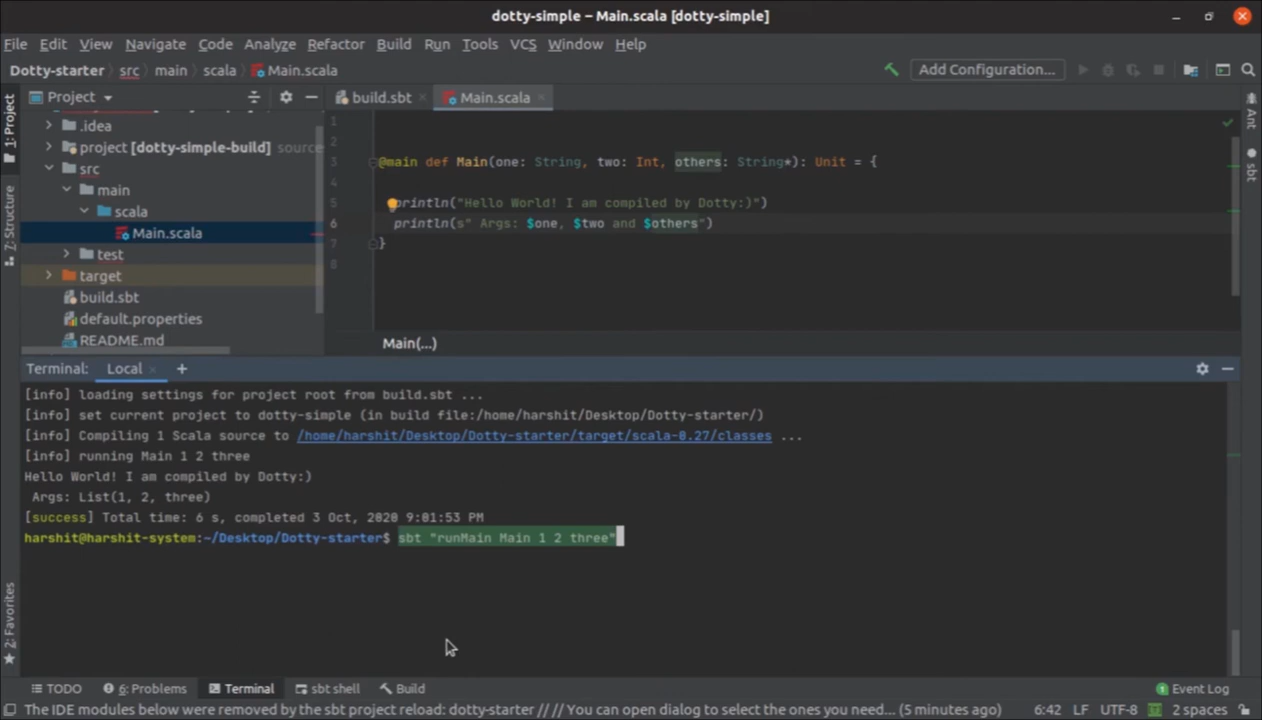 dotty-simple – Main.scala [dotty-simple]
File Edit View Navigate Code Analyze Refactor Build Run Tools VCS Window Help
Dotty-starter src main scala Main.scala Add Configuration...
1: Project
Z: Structure
2: Favorites
Project
.idea
project [dotty-simple-build] source
src
main
scala
Main.scala
test
target
build.sbt
default.properties
README.md
build.sbt Main.scala
1
2
3 @main def Main(one: String, two: Int, others: String*): Unit = {
4
5 println("Hello World! I am compiled by Dotty:)")
6 println(s" Args: $one, $two and $others")
7 }
8
Main(...)
Ant
sbt
Terminal: Local +
[info] loading settings for project root from build.sbt ...
[info] set current project to dotty-simple (in build file:/home/harshit/Desktop/Dotty-starter/)
[info] Compiling 1 Scala source to /home/harshit/Desktop/Dotty-starter/target/scala-0.27/classes ...
[info] running Main 1 2 three
Hello World! I am compiled by Dotty:)
Args: List(1, 2, three)
[success] Total time: 6 s, completed 3 Oct, 2020 9:01:53 PM
harshit@harshit-system:~/Desktop/Dotty-starter$ sbt "runMain Main 1 2 three"
TODO 6: Problems Terminal sbt shell Build 1 Event Log
The IDE modules below were removed by the sbt project reload: dotty-starter // // You can open dialog to select the ones you need... (5 minutes ago) 6:42 LF UTF-8 2 spaces